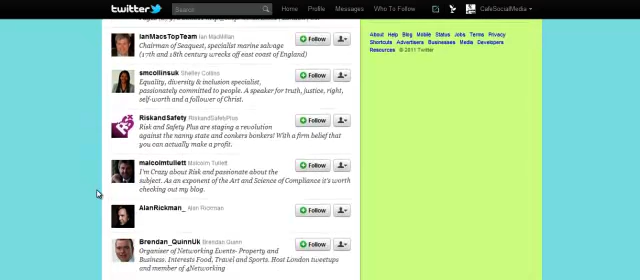 twitter Search Home Profile Messages Who To Follow CafeSocialMedia
IanMacsTopTeam Ian MacMillan Follow
Chairman of Seaquest, specialist marine salvage
(17th and 18th century wrecks off east coast of England)
smcollinsuk Shelley Collins Follow
Equality, diversity & inclusion specialist,
passionately committed to people. A speaker for truth, justice, right,
self-worth and a follower of Christ.
RiskandSafety RiskandSafetyPlus Follow
Risk and Safety Plus are staging a revolution
against the nanny state and conkers bonkers! With a firm belief that
you can actually make a profit.
malcolmtullett Malcolm Tullett Follow
I'm Crazy about Risk and passionate about the
subject. As an exponent of the Art and Science of Compliance it's worth
checking out my blog.
AlanRickman_ Alan Rickman Follow
Brendan_QuinnUk Brendan Quinn Follow
Organiser of Networking Events- Property and
Business. Interests Food, Travel and Sports. Host London tweetups
and member of 4Networking
About Help Blog Mobile Status Jobs Terms Privacy
Shortcuts Advertisers Businesses Media Developers
Resources © 2011 Twitter